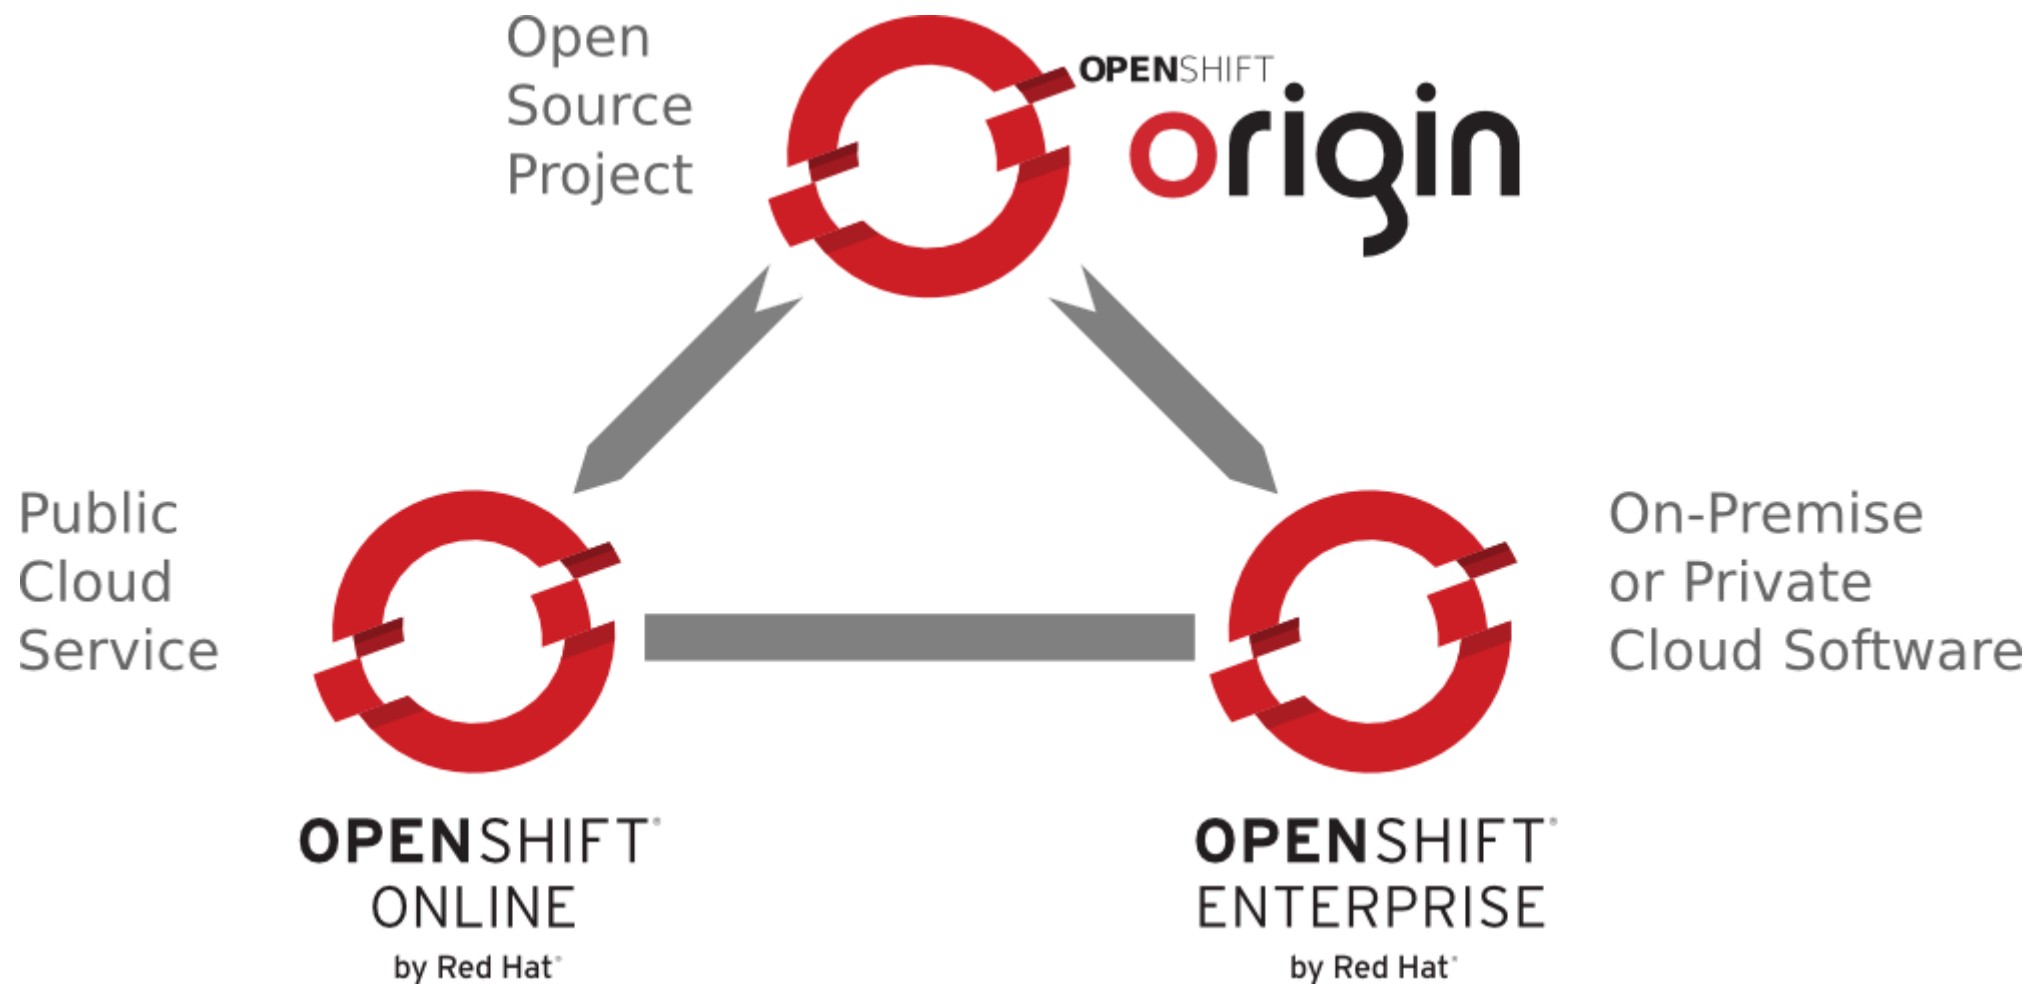 Open
Source
Project
OPENSHIFT
origin
Public
Cloud
Service
On-Premise
or Private
Cloud Software
OPENSHIFT®
ONLINE
by Red Hat®
OPENSHIFT®
ENTERPRISE
by Red Hat®